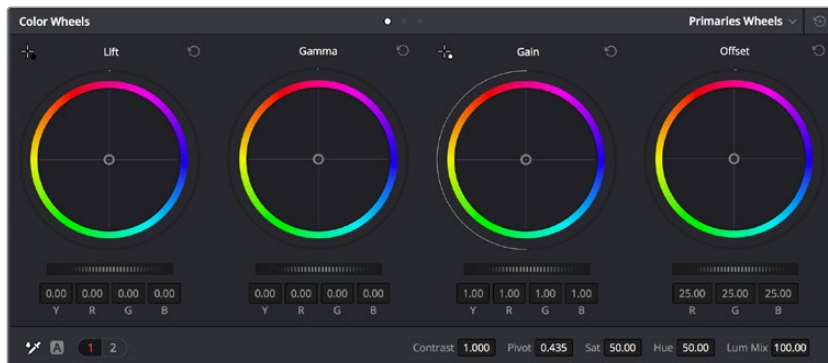 Color Wheels Primaries Wheels
Lift Gamma Gain Offset
0.00 0.00 0.00 0.00 0.00 0.00 0.00 0.00 1.00 1.00 1.00 1.00 25.00 25.00 25.00
Y R G B Y R G B Y R G B R G B
A 1 2 Contrast 1.000 Pivot 0.435 Sat 50.00 Hue 50.00 Lum Mix 100.00